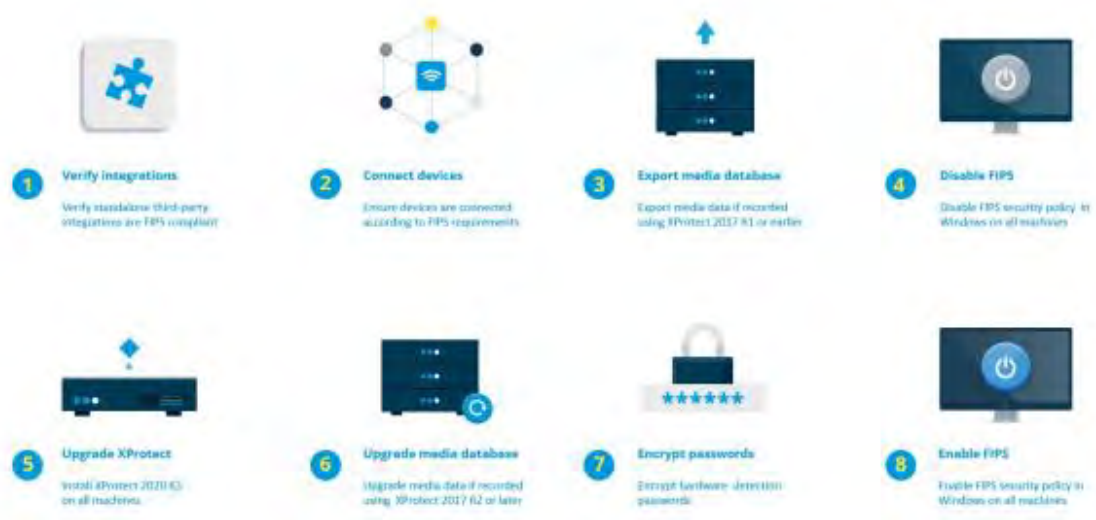 1
Verify integrations
Verify standalone third-party
integrations are FIPS compliant
2
Connect devices
Ensure devices are connected
according to FIPS requirements
3
Export media database
Export media data if recorded
using XProtect 2017 R1 or earlier
4
Disable FIPS
Disable FIPS security policy in
Windows on all machines
5
Upgrade XProtect
Install XProtect 2020 R3
on all machines
6
Upgrade media database
Upgrade media data if recorded
using XProtect 2017 R2 or later
7
******
Encrypt passwords
Encrypt hardware detection
passwords
8
Enable FIPS
Enable FIPS security policy in
Windows on all machines